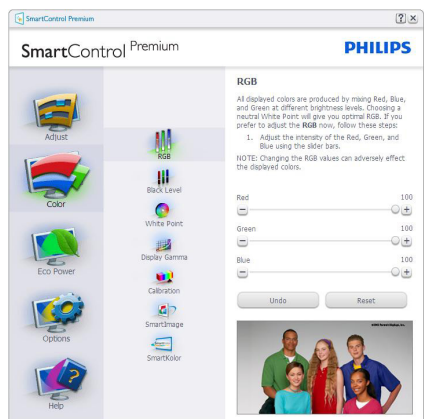 SmartControl Premium
SmartControl Premium
PHILIPS
Adjust
Color
Eco Power
Options
Help
RGB
Black Level
White Point
Display Gamma
Calibration
SmartImage
SmartKolor
RGB
All displayed colors are produced by mixing Red, Blue,
and Green at different brightness levels. Choosing a
neutral White Point will give you optimal RGB. If you
prefer to adjust the RGB now, follow these steps:
1. Adjust the intensity of the Red, Green, and
Blue using the slider bars.
NOTE: Changing the RGB values can adversely effect
the displayed colors.
Red 100
Green 100
Blue 100
Undo Reset